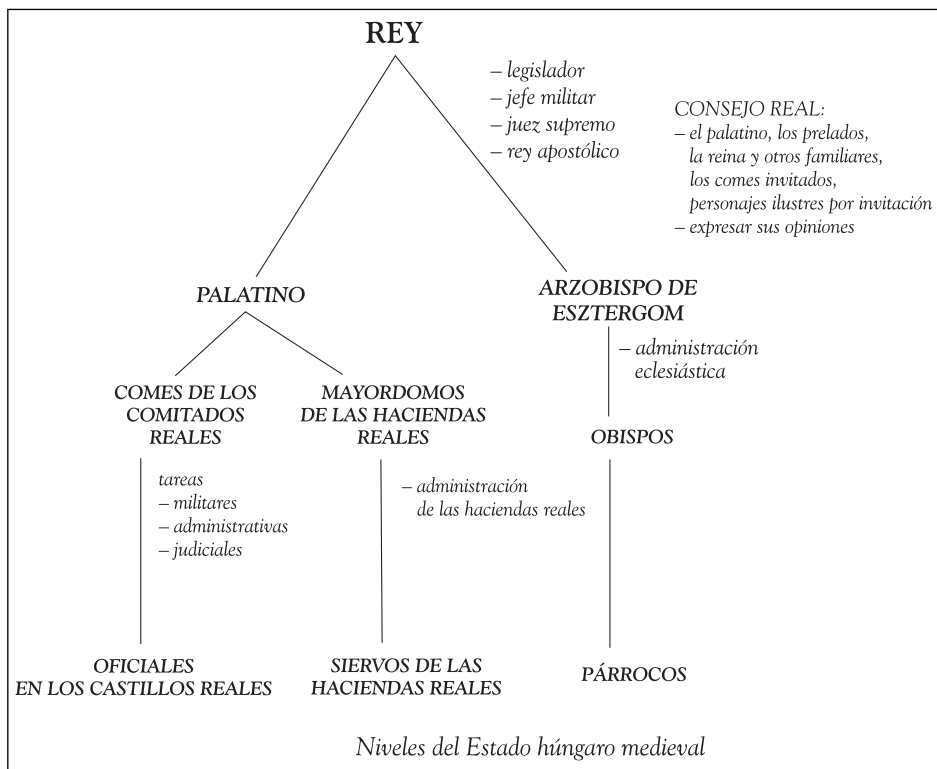 REY
– legislador
– jefe militar
– juez supremo
– rey apostólico
CONSEJO REAL:
– el palatino, los prelados,
la reina y otros familiares,
los comes invitados,
personajes ilustres por invitación
– expresar sus opiniones
PALATINO
ARZOBISPO DE
ESZTERGOM
– administración
eclesiástica
COMES DE LOS
COMITADOS
REALES
MAYORDOMOS
DE LAS HACIENDAS
REALES
OBISPOS
tareas
– militares
– administrativas
– judiciales
– administración
de las haciendas reales
OFICIALES
EN LOS CASTILLOS REALES
SIERVOS DE LAS
HACIENDAS REALES
PÁRROCOS
Niveles del Estado húngaro medieval